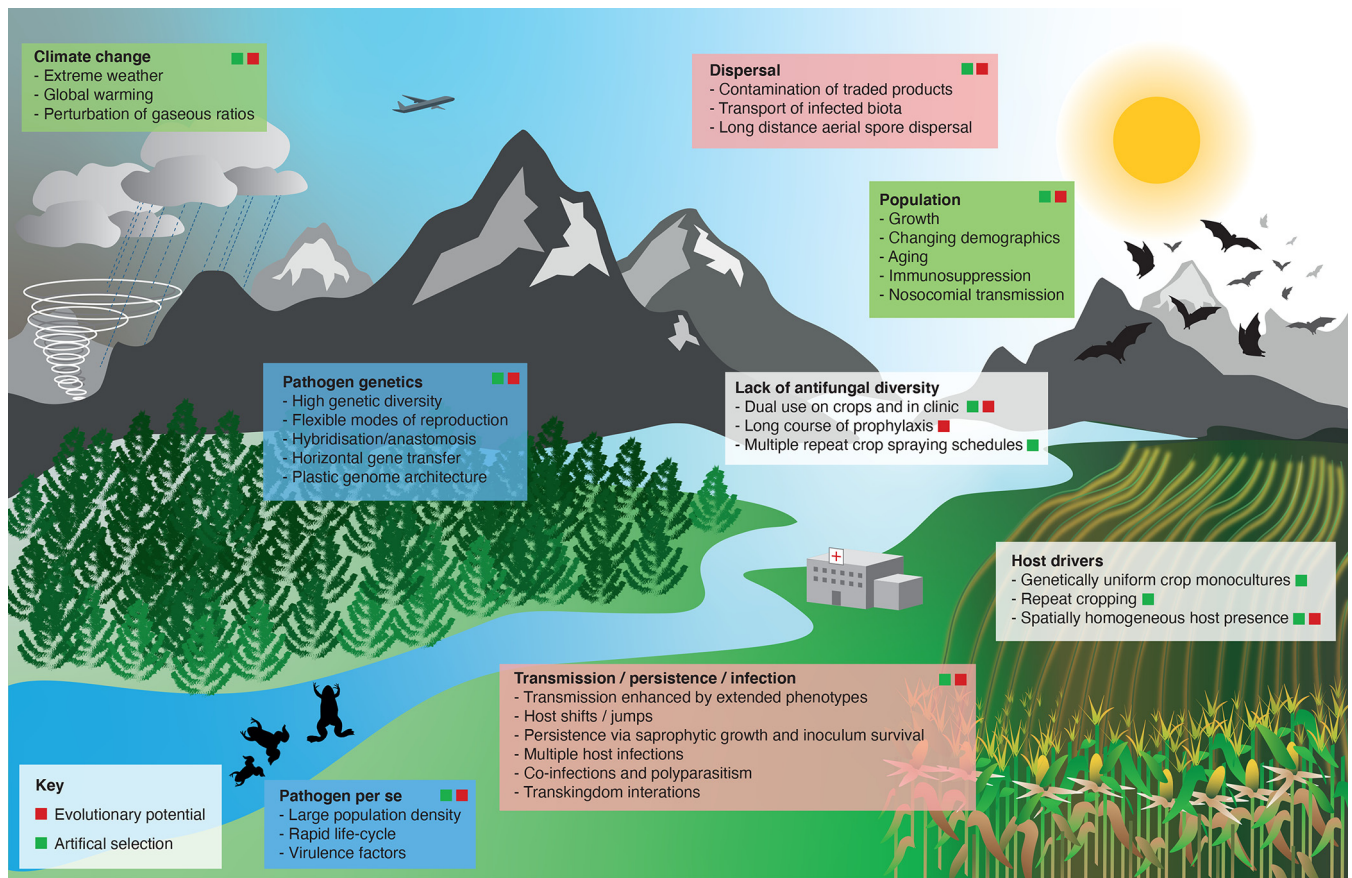 Climate change
- Extreme weather
- Global warming
- Perturbation of gaseous ratios
Dispersal
- Contamination of traded products
- Transport of infected biota
- Long distance aerial spore dispersal
Population
- Growth
- Changing demographics
- Aging
- Immunosuppression
- Nosocomial transmission
Pathogen genetics
- High genetic diversity
- Flexible modes of reproduction
- Hybridisation/anastomosis
- Horizontal gene transfer
- Plastic genome architecture
Lack of antifungal diversity
- Dual use on crops and in clinic
- Long course of prophylaxis
- Multiple repeat crop spraying schedules
Host drivers
- Genetically uniform crop monocultures
- Repeat cropping
- Spatially homogeneous host presence
Transmission / persistence / infection
- Transmission enhanced by extended phenotypes
- Host shifts / jumps
- Persistence via saprophytic growth and inoculum survival
- Multiple host infections
- Co-infections and polyparasitism
- Transkingdom interations
Key
Evolutionary potential
Artifical selection
Pathogen per se
- Large population density
- Rapid life-cycle
- Virulence factors